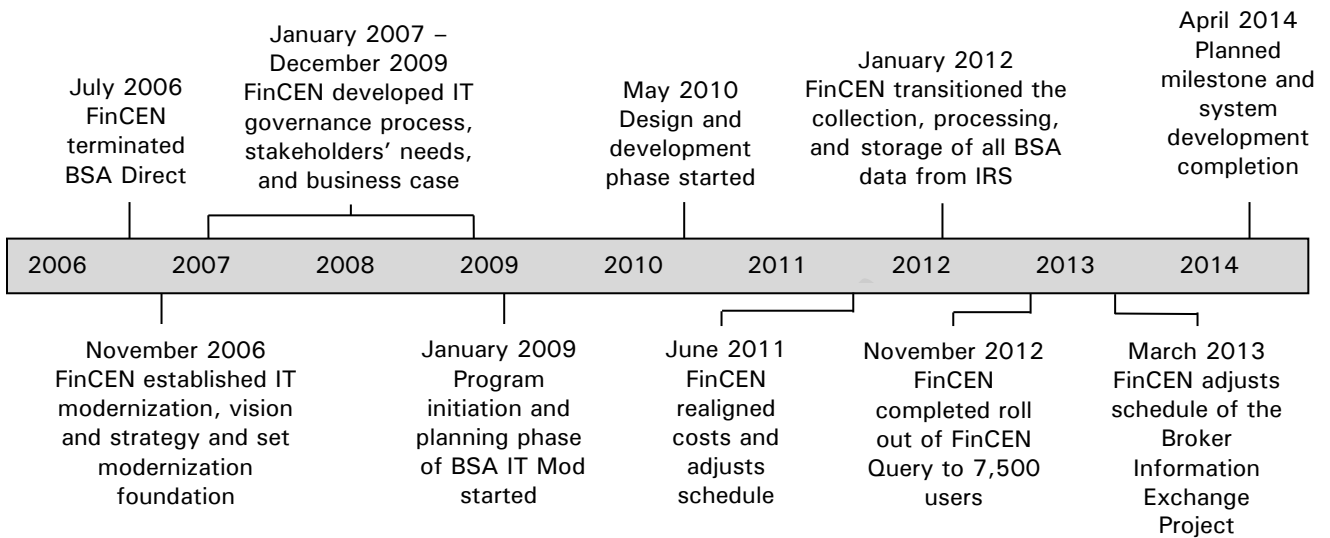 July 2006
FinCEN
terminated
BSA Direct
January 2007 –
December 2009
FinCEN developed IT
governance process,
stakeholders’ needs,
and business case
May 2010
Design and
development
phase started
January 2012
FinCEN transitioned the
collection, processing,
and storage of all BSA
data from IRS
April 2014
Planned
milestone and
system
development
completion
2006 2007 2008 2009 2010 2011 2012 2013 2014
November 2006
FinCEN established IT
modernization, vision
and strategy and set
modernization
foundation
January 2009
Program
initiation and
planning phase
of BSA IT Mod
started
June 2011
FinCEN
realigned
costs and
adjusts
schedule
November 2012
FinCEN
completed roll
out of FinCEN
Query to 7,500
users
March 2013
FinCEN adjusts
schedule of the
Broker
Information
Exchange
Project